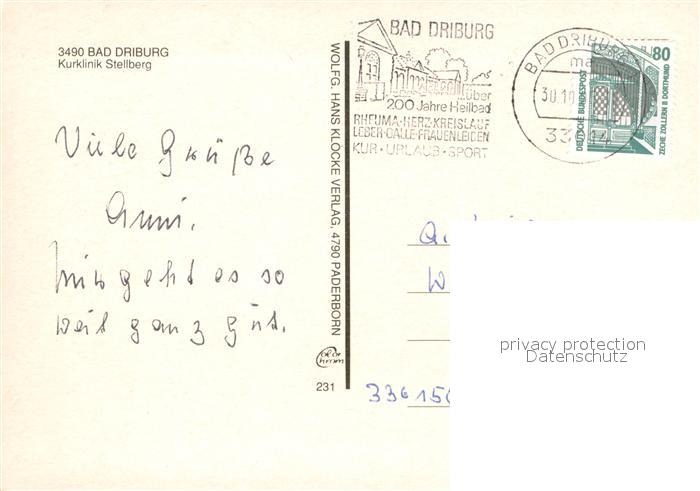 3490 BAD DRIBURG
Kurklinik Stellberg
Viele Grüße
Anni.
Mir geht es so
weit ganz gut.
WOLFG. HANS KLOCKE VERLAG, 4790 PADERBORN
231
BAD DRIBURG
über
200 Jahre Heilbad
RHEUMA·HERZ·KREISLAUF
LEBER·GALLE·FRAUENLEIDEN
KUR · URLAUB · SPORT
BAD DRIBURG
30.10
33 14
80
DEUTSCHE BUNDESPOST
ZECHE ZOLLERN II DORTMUND
W
privacy protection
Datenschutz